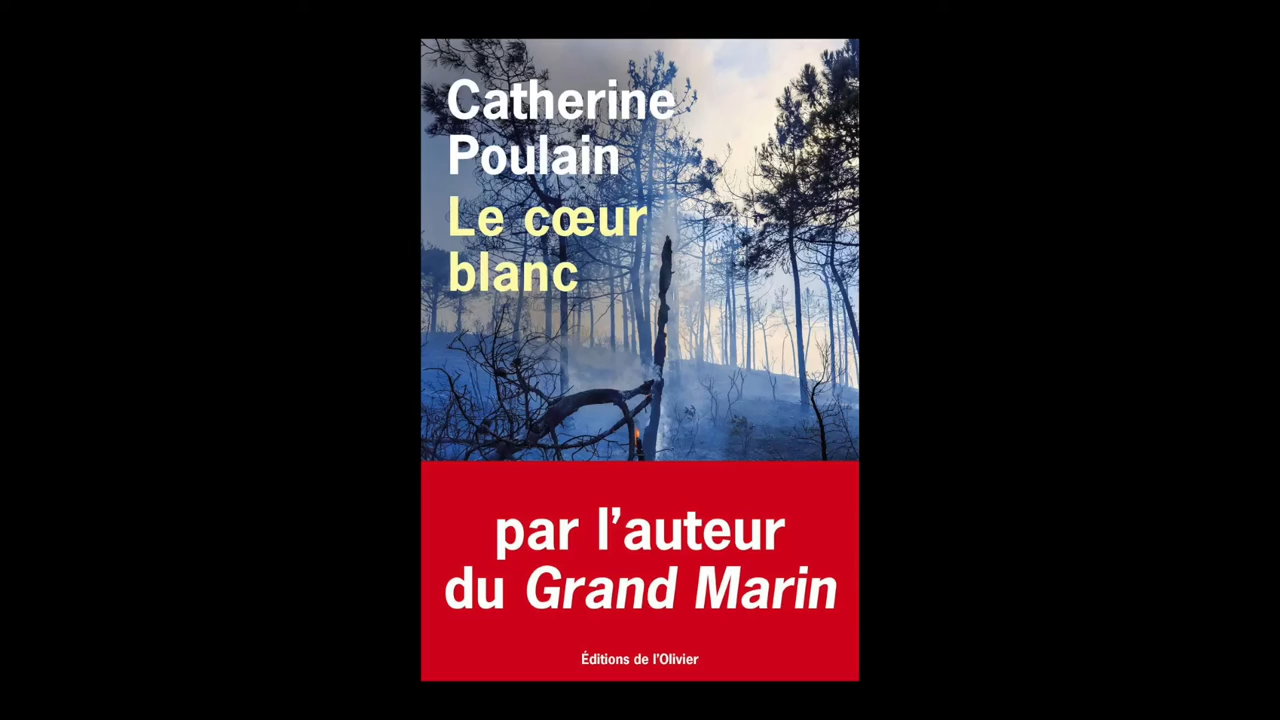 Catherine
Poulain
Le cœur
blanc
par l’auteur
du Grand Marin
Éditions de l’Olivier